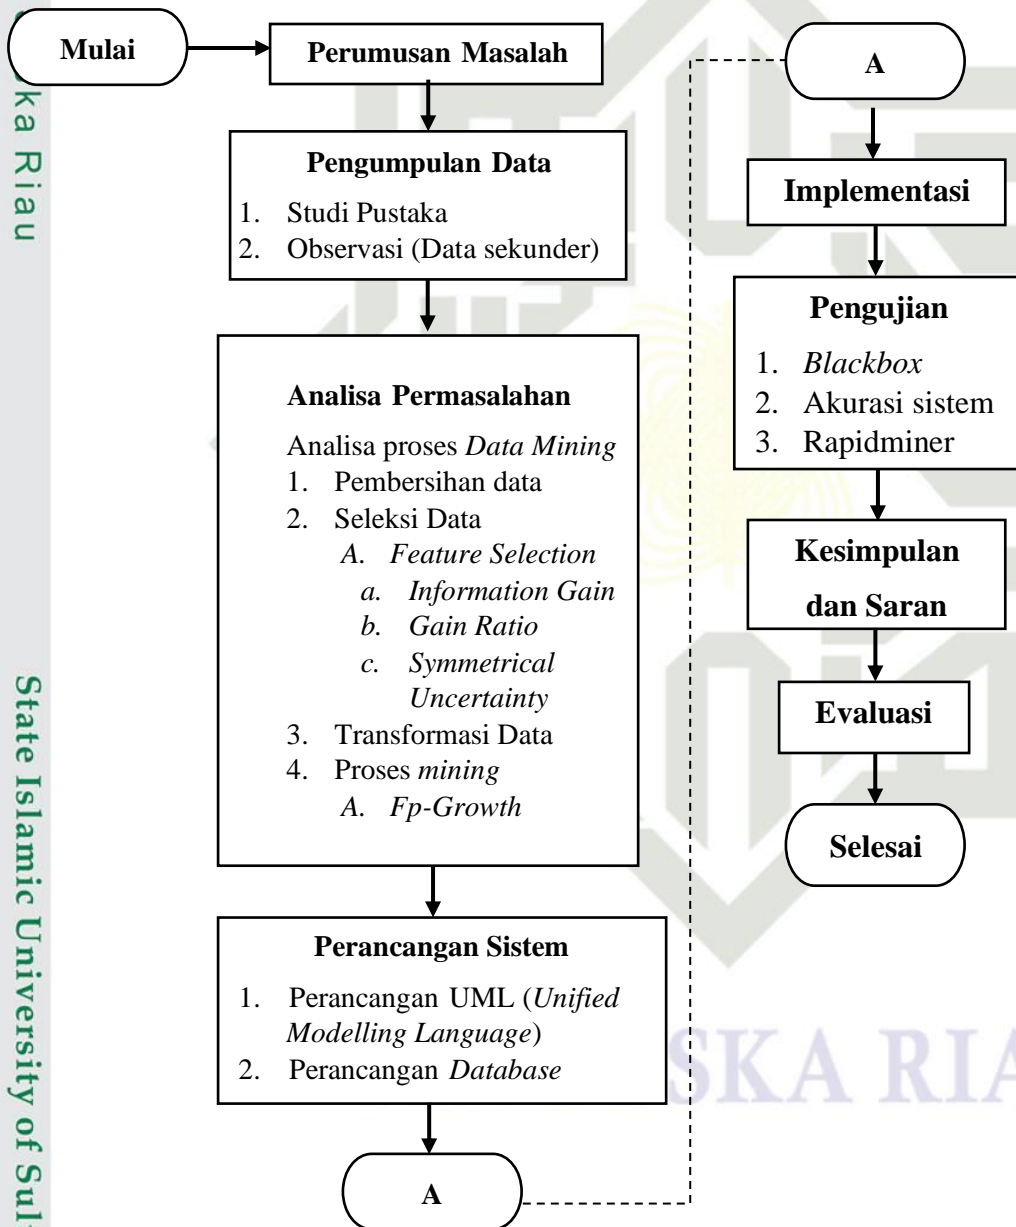 Mulai
Perumusan Masalah
Pengumpulan Data
1. Studi Pustaka
2. Observasi (Data sekunder)
Analisa Permasalahan
Analisa proses Data Mining
1. Pembersihan data
2. Seleksi Data
A. Feature Selection
a. Information Gain
b. Gain Ratio
c. Symmetrical
Uncertainty
3. Transformasi Data
4. Proses mining
A. Fp-Growth
Perancangan Sistem
1. Perancangan UML (Unified
Modelling Language)
2. Perancangan Database
A
A
Implementasi
Pengujian
1. Blackbox
2. Akurasi sistem
3. Rapidminer
Kesimpulan
dan Saran
Evaluasi
Selesai
ka Riau
State Islamic University of Sul
SKA RIA